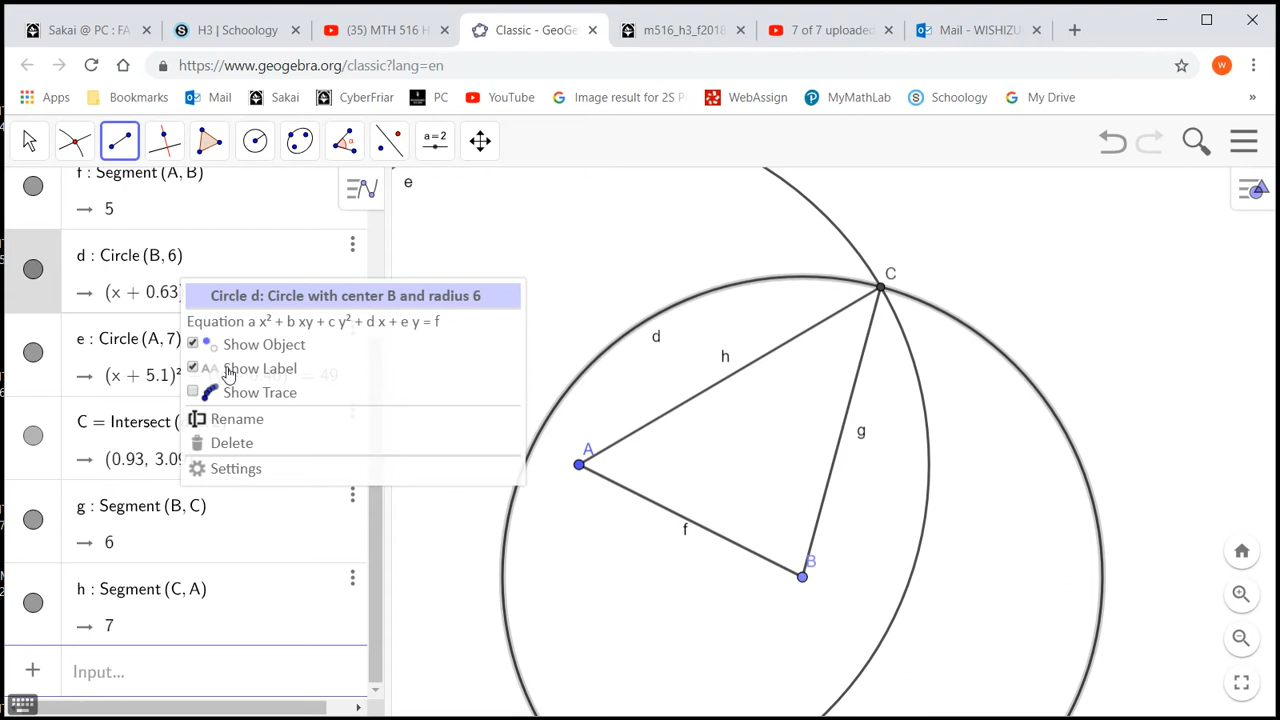 Sakai @ PC : FA
H3 | Schoology
(35) MTH 516
Classic - GeoGe
m516_h3_f2018
7 of 7 uploaded
Mail - WISHIZU
https://www.geogebra.org/classic?lang=en
W
Apps
Bookmarks
Mail
Sakai
CyberFriar
PC
YouTube
Image result for 2S P
WebAssign
MyMathLab
Schoology
My Drive
»
a=2
f : Segment (A, B)
→ 5
d : Circle (B, 6)
→ (x + 0.63)
e : Circle (A, 7)
→ (x + 5.1)² = 49
C = Intersect (
→ (0.93, 3.09
g : Segment (B, C)
→ 6
h : Segment (C, A)
→ 7
+ Input...
Circle d: Circle with center B and radius 6
Equation a x² + b xy + c y² + d x + e y = f
Show Object
AA Show Label
Show Trace
Rename
Delete
Settings
e
C
d
h
g
A
f
B